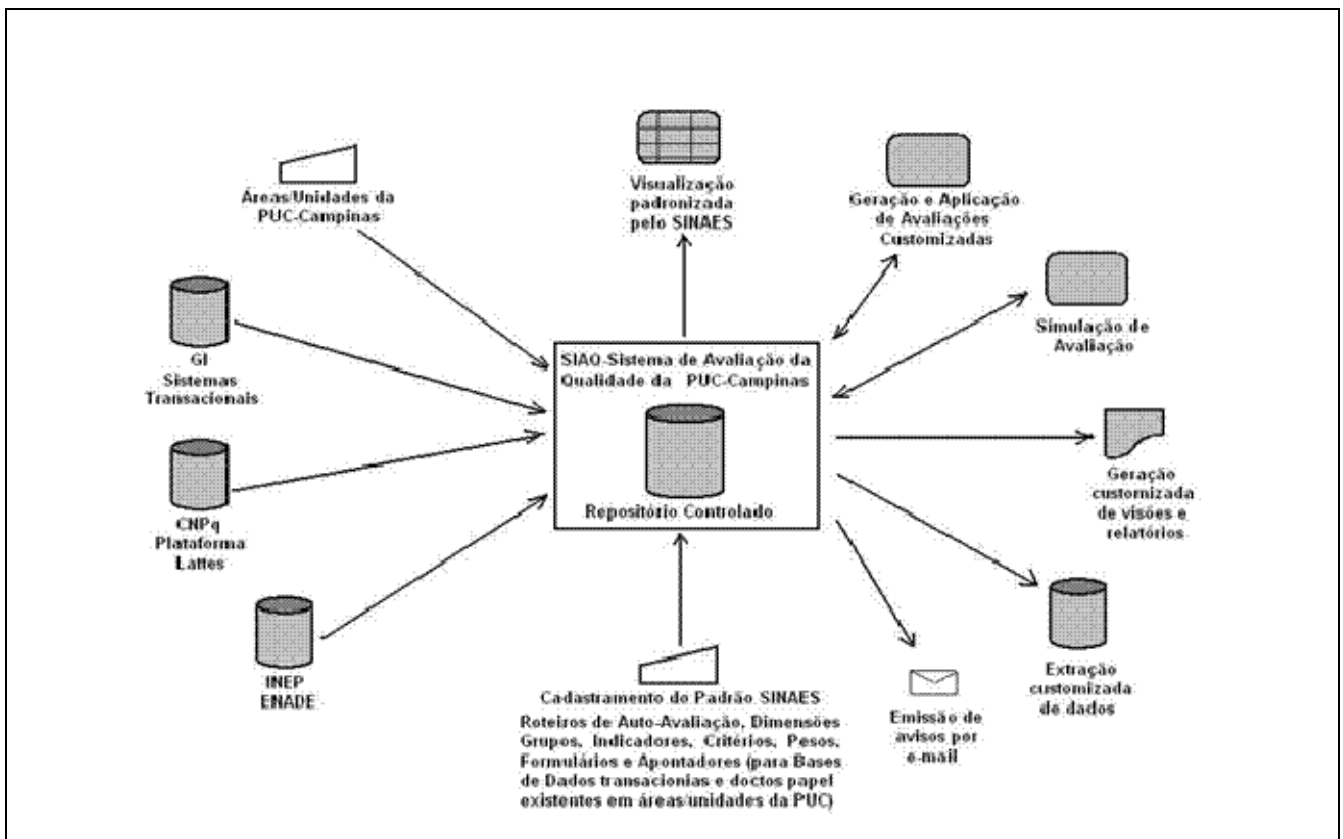 Áreas/Unidades da
PUC-Campinas
Visualização
padronizada
pelo SINAES
Geração e Aplicação
de Avaliações
Customizadas
GI
Sistemas
Transacionais
Simulação de
Avaliação
SIAQ-Sistema de Avaliação da
Qualidade da PUC-Campinas
Repositório Controlado
CNPq
Plataforma
Lattes
Geração
customizada
de visões e
relatórios
INEP
ENADE
Cadastramento do Padrão SINAES
Roteiros de Auto-Avaliação, Dimensões
Grupos, Indicadores, Critérios, Pesos,
Formulários e Apontadores (para Bases
de Dados transacionias e doctos papel
existentes em áreas/unidades da PUC)
Emissão de
avisos por
e-mail
Extração
customizada
de dados